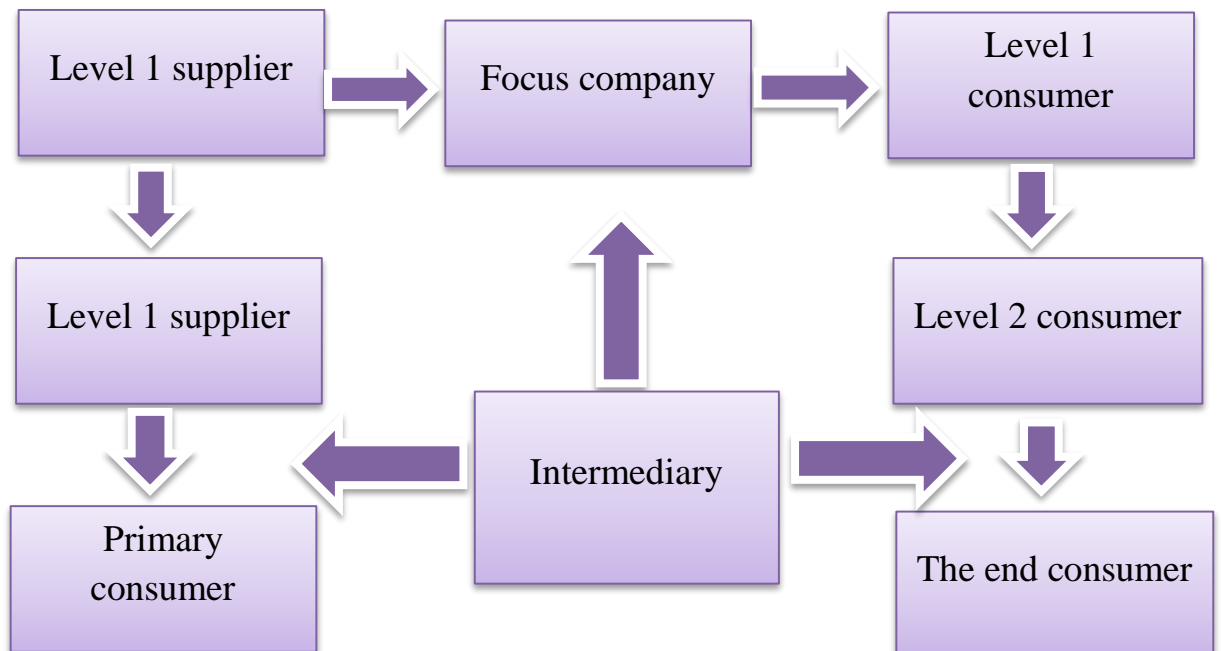 Level 1 supplier
Focus company
Level 1
consumer
Level 1 supplier
Level 2 consumer
Intermediary
Primary
consumer
The end consumer